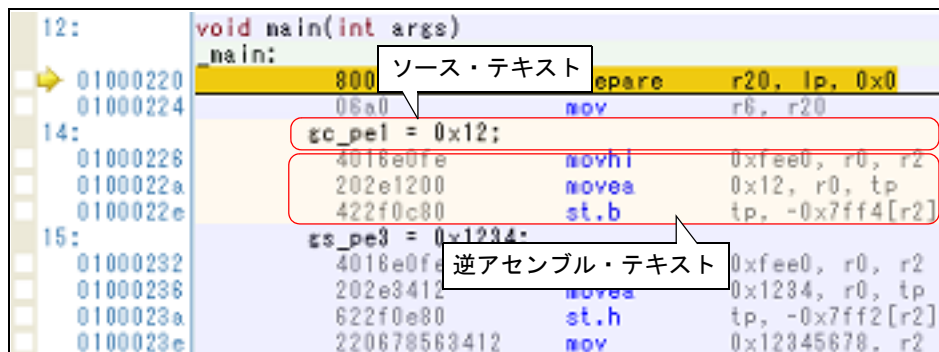 12: void main(int args)
_main:
01000220 800 epare r20, lp, 0x0
ソース・テキスト
01000224 06a0 mov r6, r20
14: gc_pe1 = 0x12;
01000226 4016e0fe movhi 0xfee0, r0, r2
0100022a 202e1200 movea 0x12, r0, tp
0100022e 422f0c80 st.b tp, -0x7ff4[r2]
15: gs_pe3 = 0x1234;
01000232 4016e0fe 0xfee0, r0, r2
逆アセンブル・テキスト
01000236 202e3412 movea 0x1234, r0, tp
0100023a 622f0e80 st.h tp, -0x7ff2[r2]
0100023e 220678563412 mov 0x12345678, r2